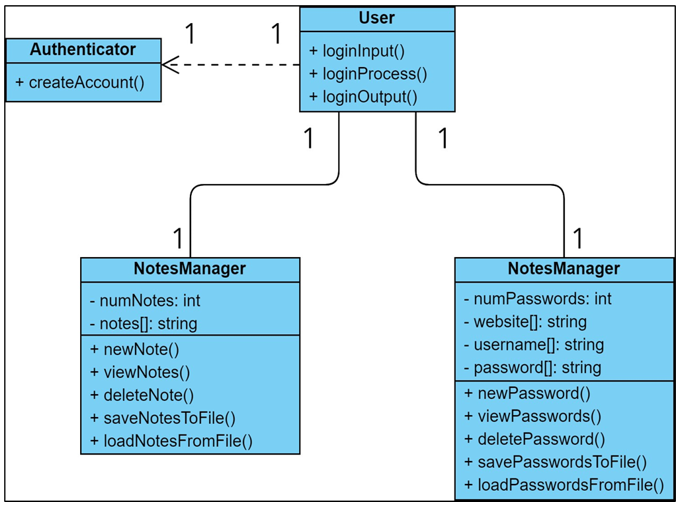 User
+ loginInput()
+ loginProcess()
+ loginOutput()
1
1
Authenticator
+ createAccount()
1
1
1
1
NotesManager
- numNotes: int
- notes[]: string
+ newNote()
+ viewNotes()
+ deleteNote()
+ saveNotesToFile()
+ loadNotesFromFile()
NotesManager
- numPasswords: int
- website[]: string
- username[]: string
- password[]: string
+ newPassword()
+ viewPasswords()
+ deletePassword()
+ savePasswordsToFile()
+ loadPasswordsFromFile()